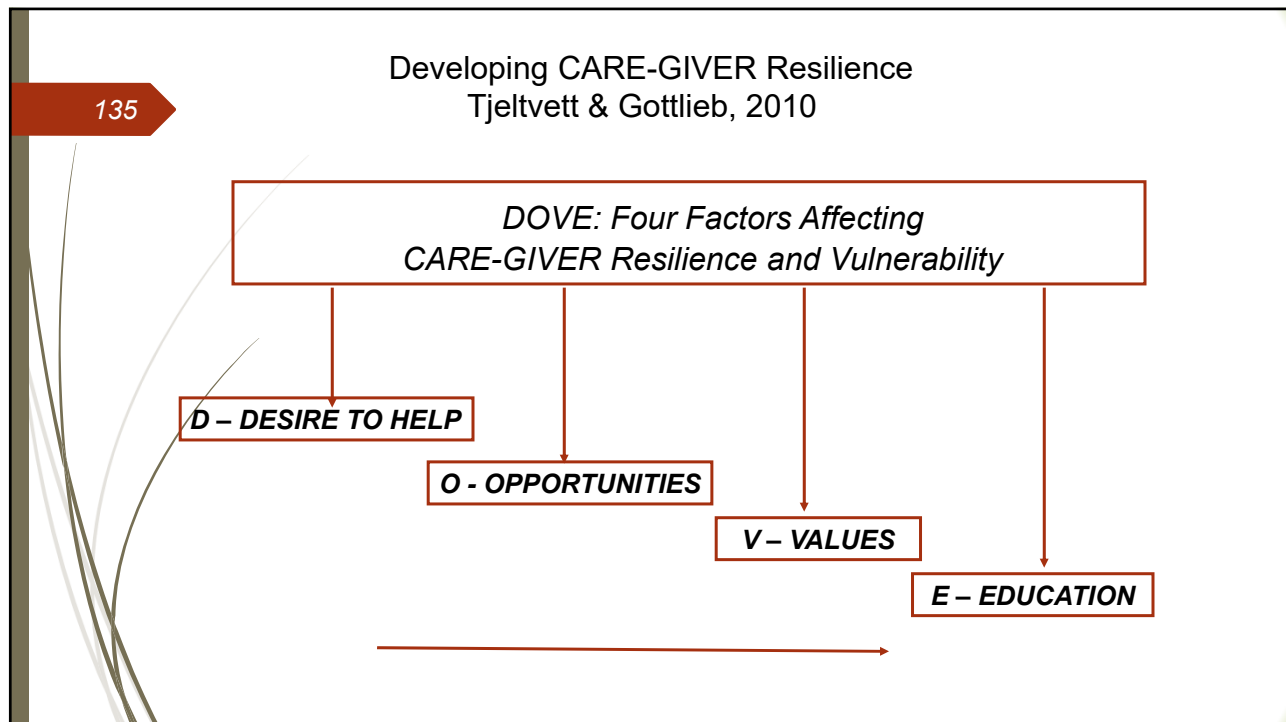 Developing CARE-GIVER Resilience
Tjeltvett & Gottlieb, 2010
135
DOVE: Four Factors Affecting
CARE-GIVER Resilience and Vulnerability
D – DESIRE TO HELP
O - OPPORTUNITIES
V – VALUES
E – EDUCATION